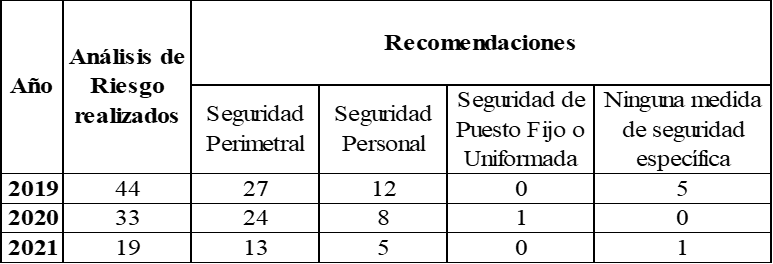 Año
Análisis de
Riesgo
realizados
Recomendaciones
Seguridad
Perimetral
Seguridad
Personal
Seguridad de
Puesto Fijo o
Uniformada
Ninguna medida
de seguridad
específica
2019 44 27 12 0 5
2020 33 24 8 1 0
2021 19 13 5 0 1